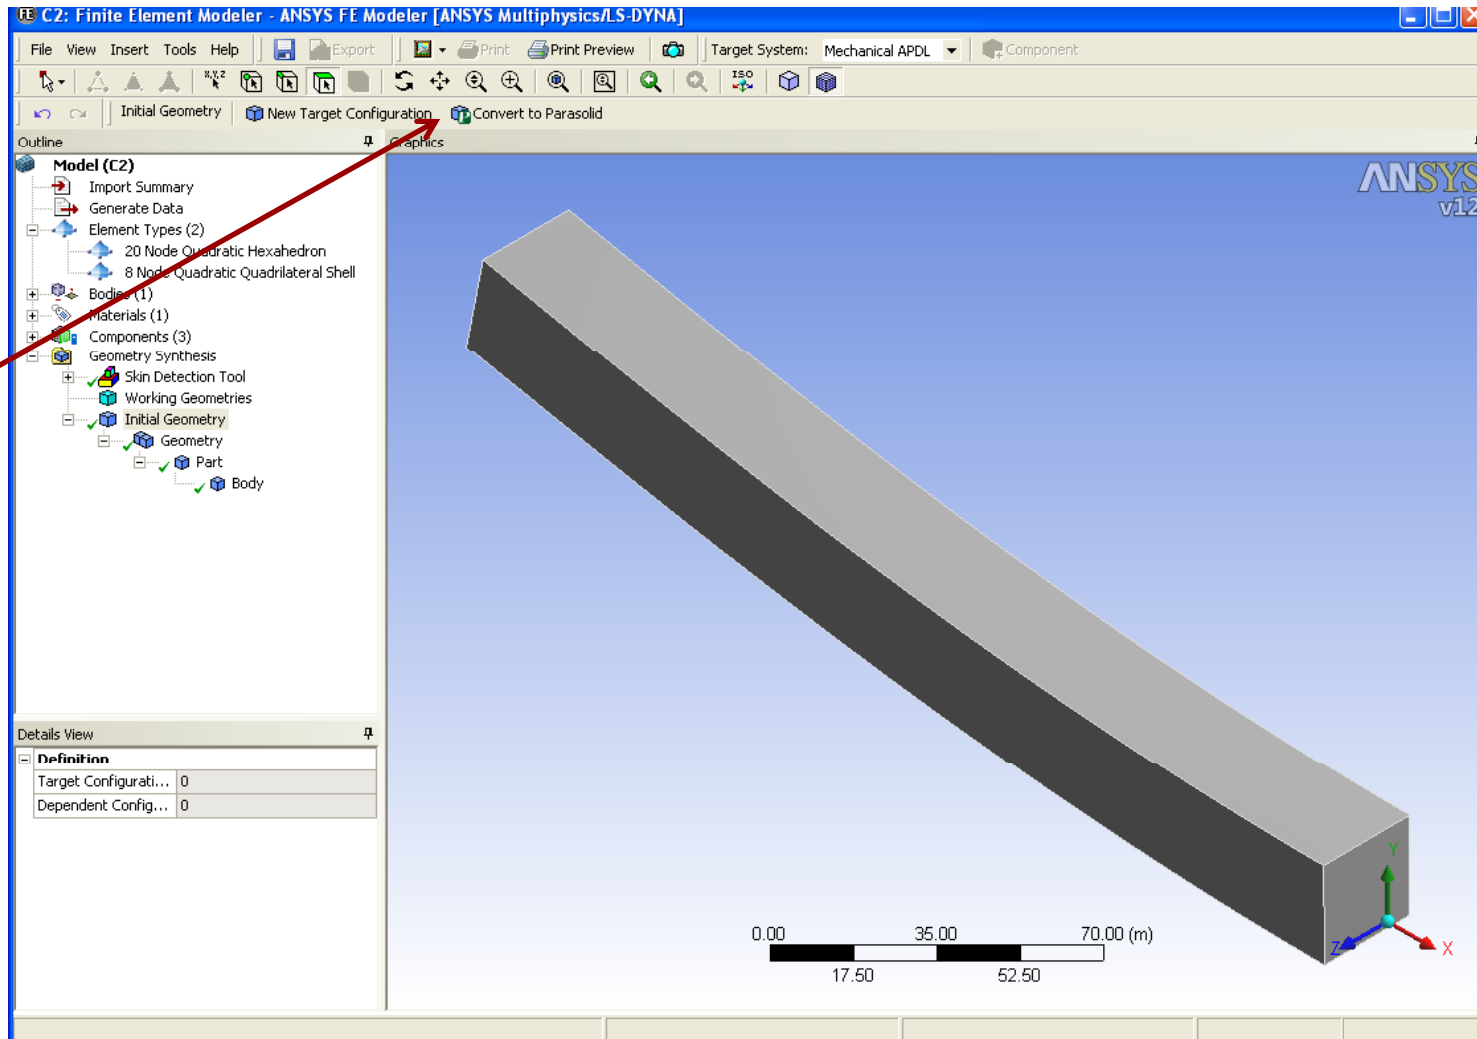 C2: Finite Element Modeler - ANSYS FE Modeler [ANSYS Multiphysics/LS-DYNA]
File View Insert Tools Help Export Print Print Preview Target System: Mechanical APDL Component
X,Y,Z ISO
Initial Geometry New Target Configuration Convert to Parasolid
Outline
Graphics
Model (C2)
Import Summary
Generate Data
Element Types (2)
20 Node Quadratic Hexahedron
8 Node Quadratic Quadrilateral Shell
Bodies (1)
Materials (1)
Components (3)
Geometry Synthesis
Skin Detection Tool
Working Geometries
Initial Geometry
Geometry
Part
Body
Details View
Definition
Target Configurati... 0
Dependent Config... 0
ANSYS
v12
0.00 35.00 70.00 (m)
17.50 52.50
Y
Z X